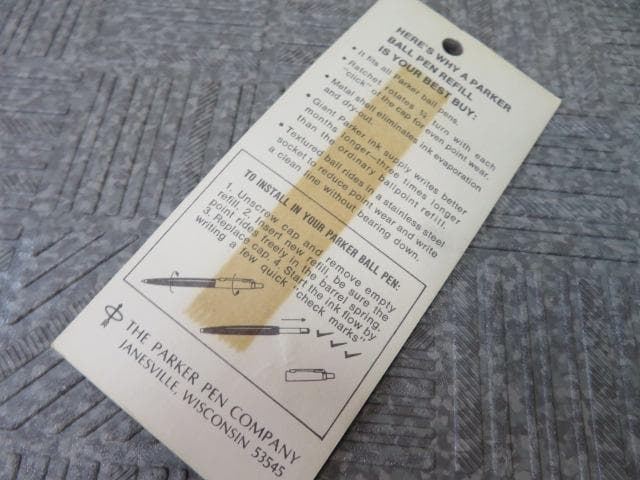 HERE'S WHY A PARKER
BALL PEN REFILL
IS YOUR BEST BUY:
• It fits all Parker ball pens.
• Ratchet rotates ¼ turn with each
"click" of the cap for even point wear.
• Metal shell eliminates ink evaporation
and dry-out.
• Giant Parker ink supply writes better
months longer—three times longer
than the ordinary ballpoint refill.
• Textured ball rides in a stainless steel
socket to reduce point wear and write
a clean line without bearing down.
TO INSTALL IN YOUR PARKER BALL PEN:
1. Unscrew cap and remove empty
refill. 2. Insert new refill, be sure the
point rides freely in the barrel spring.
3. Replace cap. 4. Start the ink flow by
writing a few quick "check marks"
THE PARKER PEN COMPANY
JANESVILLE, WISCONSIN 53545